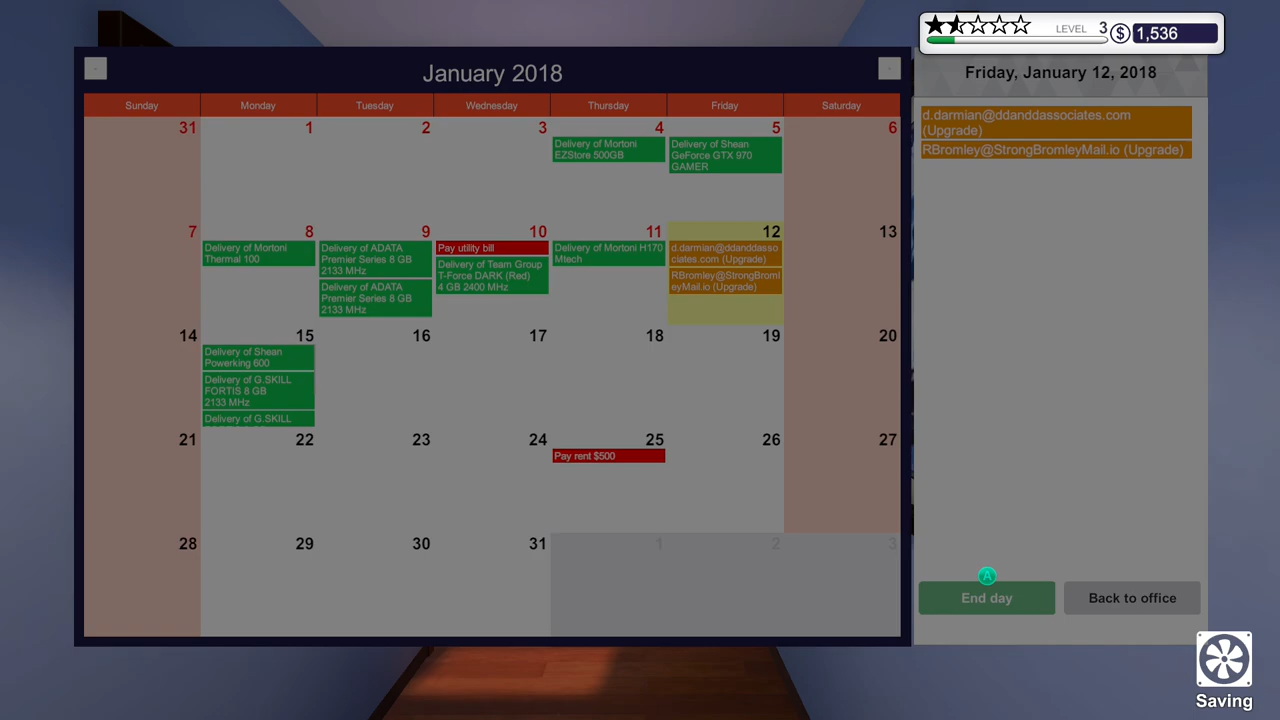 LEVEL 3
$ 1,536
January 2018
Friday, January 12, 2018
Sunday Monday Tuesday Wednesday Thursday Friday Saturday
d.darmian@ddanddassociates.com
(Upgrade)
RBromley@StrongBromleyMail.io (Upgrade)
31 1 2 3 4 5 6
Delivery of Mortoni
EZStore 500GB
Delivery of Shean
GeForce GTX 970
GAMER
7 8 9 10 11 12 13
Delivery of Mortoni
Thermal 100
Delivery of ADATA
Premier Series 8 GB
2133 MHz
Delivery of ADATA
Premier Series 8 GB
2133 MHz
Pay utility bill
Delivery of Team Group
T-Force DARK (Red)
4 GB 2400 MHz
Delivery of Mortoni H170
Mtech
d.darmian@ddanddasso
ciates.com (Upgrade)
RBromley@StrongBroml
eyMail.io (Upgrade)
14 15 16 17 18 19 20
Delivery of Shean
Powerking 600
Delivery of G.SKILL
FORTIS 8 GB
2133 MHz
Delivery of G.SKILL
21 22 23 24 25 26 27
Pay rent $500
28 29 30 31 1 2 3
A
End day
Back to office
Saving